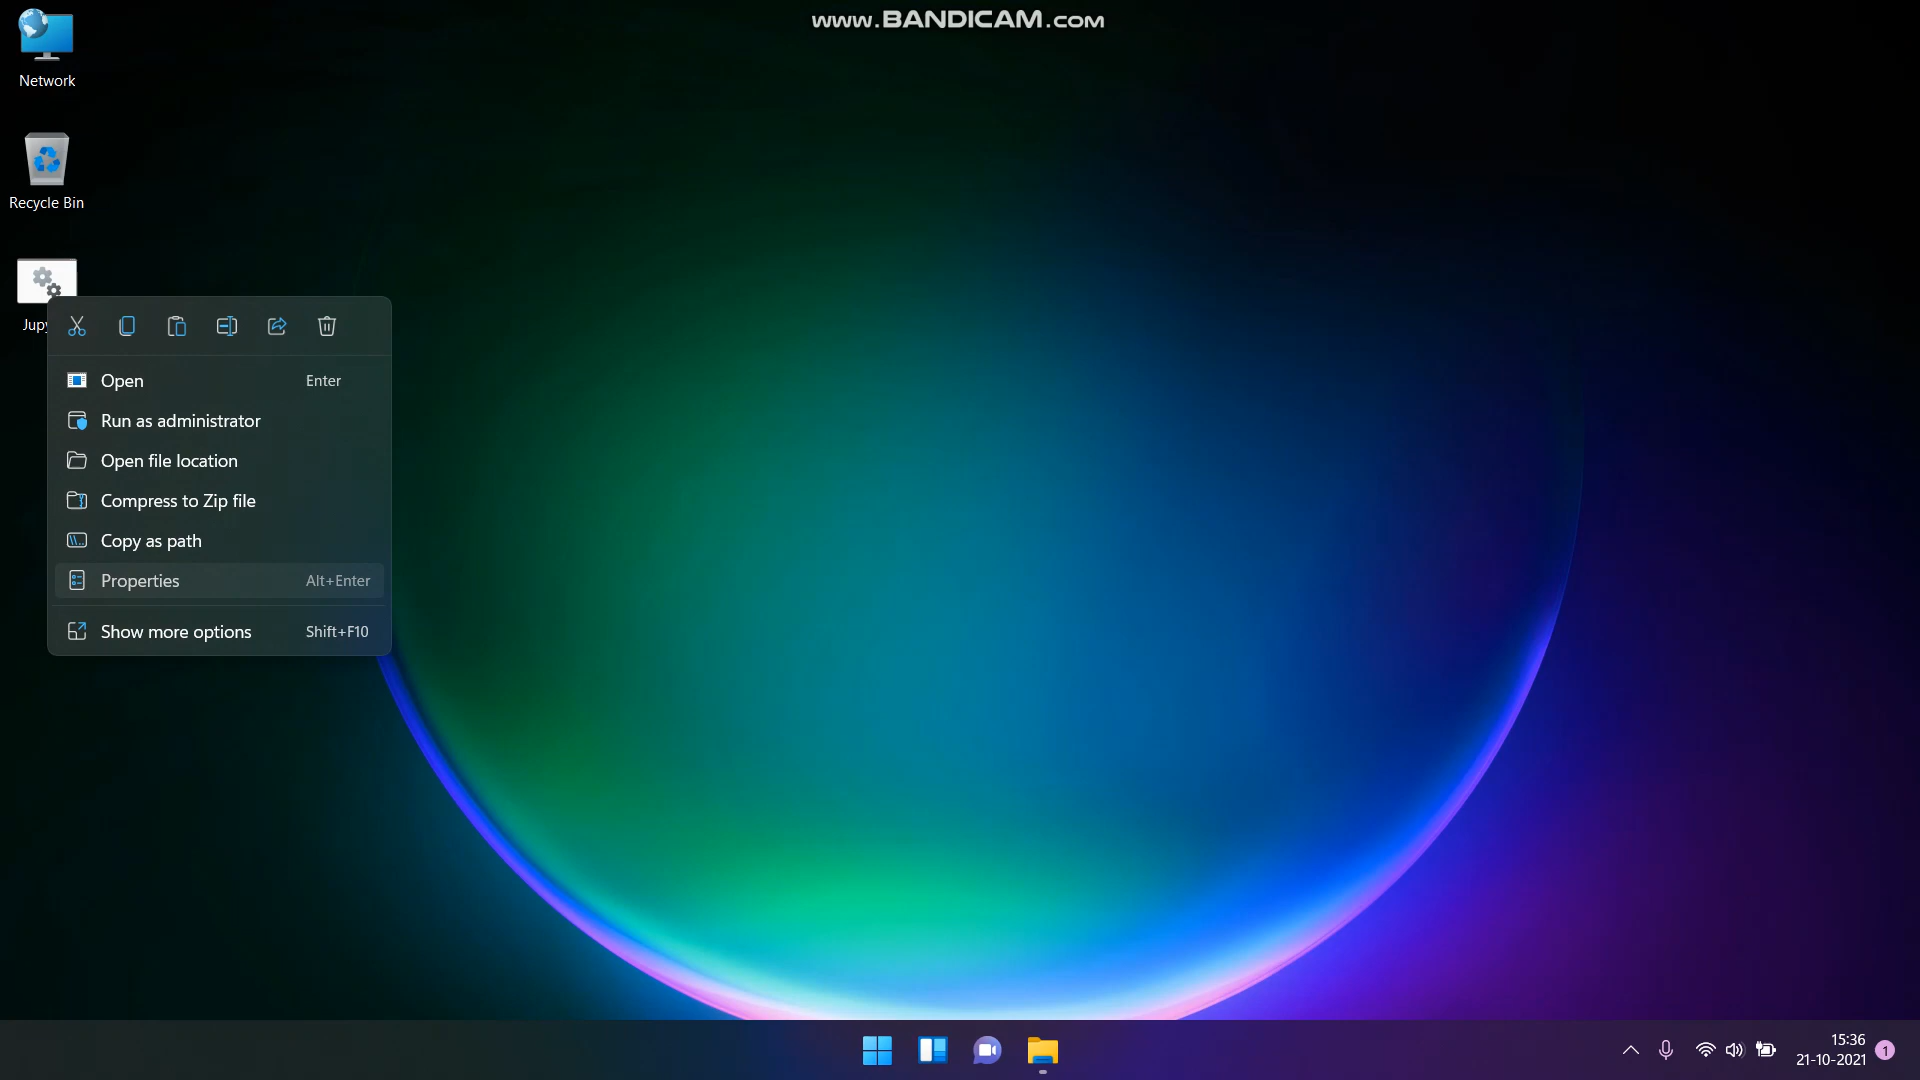 www.BANDICAM.com
Network
Recycle Bin
Open Enter
Run as administrator
Open file location
Compress to Zip file
Copy as path
Properties Alt+Enter
Show more options Shift+F10
15:36
21-10-2021
1